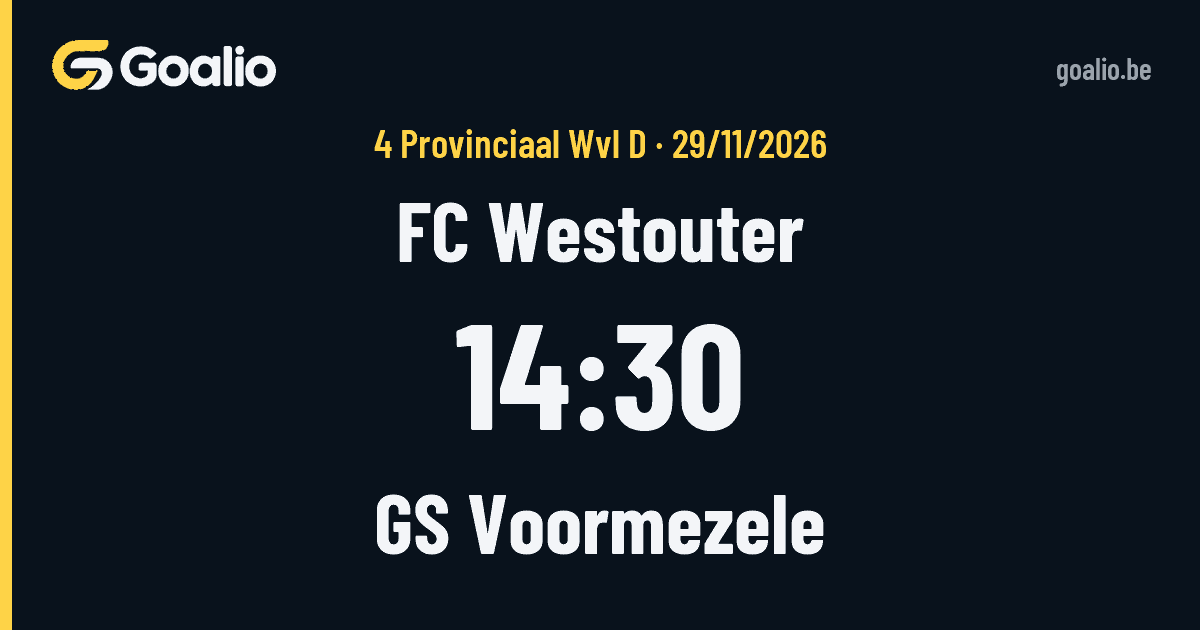 Goalio
goalio.be
4 Provinciaal Wvl D · 29/11/2026
FC Westouter
14:30
GS Voormezele